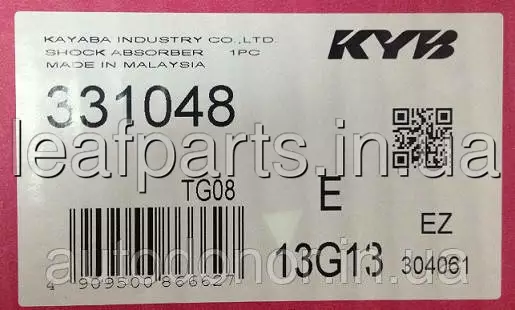 KAYABA INDUSTRY CO.,LTD.
SHOCK ABSORBER 1PC
MADE IN MALAYSIA
KYB
331048
leafparts.in.ua
TG08
E
EZ
13G13
304061
autodonor.in.ua
4 909500 866627